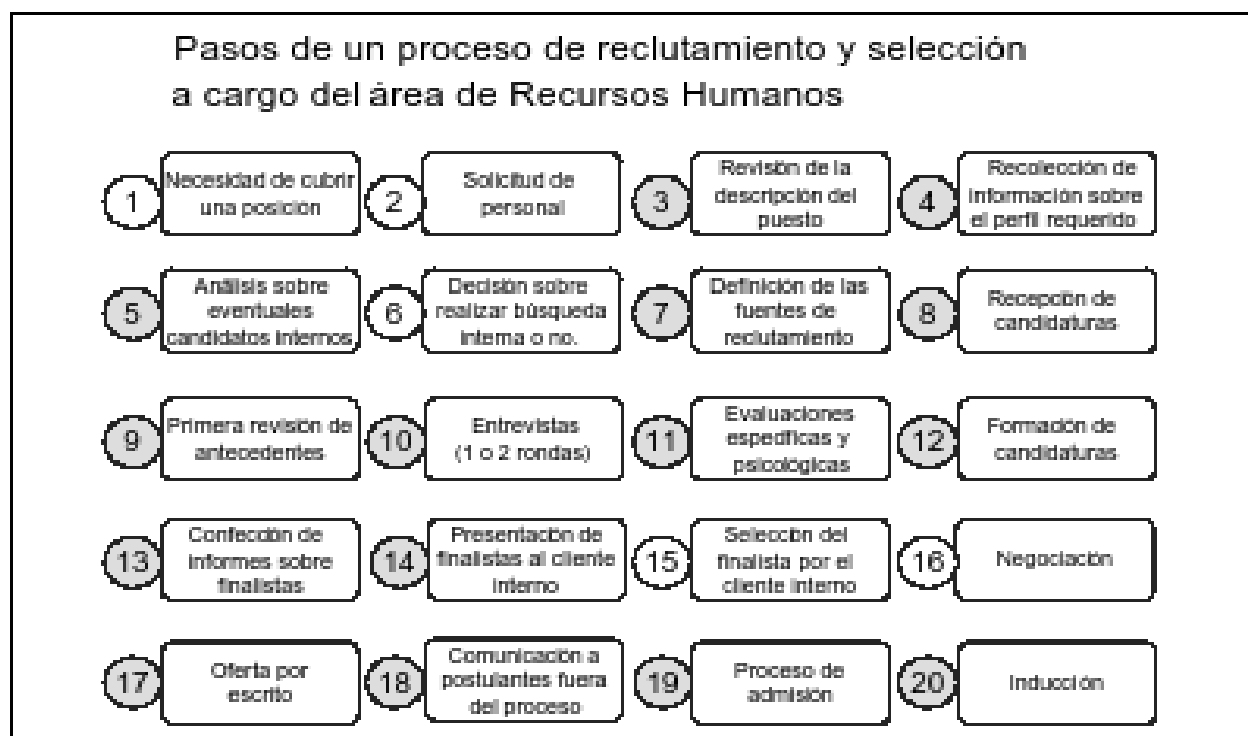 Pasos de un proceso de reclutamiento y selección
a cargo del área de Recursos Humanos
1
Necesidad de cubrir
una posición
2
Solicitud de
personal
3
Revisión de la
descripción del
puesto
4
Recolección de
información sobre
el perfil requerido
5
Análisis sobre
eventuales
candidatos internos
6
Decisión sobre
realizar búsqueda
interna o no.
7
Definición de las
fuentes de
reclutamiento
8
Recepción de
candidaturas
9
Primera revisión de
antecedentes
10
Entrevistas
(1 o 2 rondas)
11
Evaluaciones
específicas y
psicológicas
12
Formación de
candidaturas
13
Confección de
informes sobre
finalistas
14
Presentación de
finalistas al cliente
interno
15
Selección del
finalista por el
cliente interno
16
Negociación
17
Oferta por
escrito
18
Comunicación a
postulantes fuera
del proceso
19
Proceso de
admisión
20
Inducción